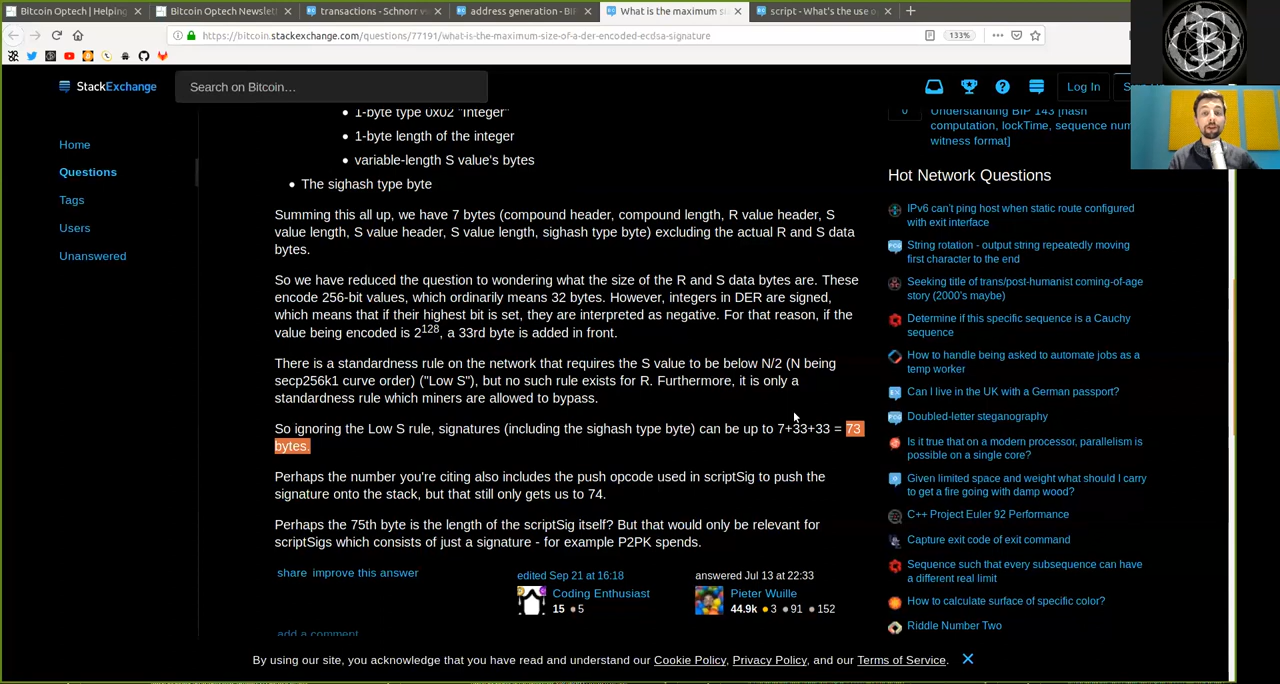 Bitcoin Optech | Helping
Bitcoin Optech Newslett
transactions - Schnorr ve
address generation - BIP
What is the maximum s
script - What's the use o
https://bitcoin.stackexchange.com/questions/77191/what-is-the-maximum-size-of-a-der-encoded-ecdsa-signature
133%
StackExchange
Search on Bitcoin…
Log In
Home
Questions
Tags
Users
Unanswered
1-byte type 0x02 "Integer"
1-byte length of the integer
variable-length S value's bytes
The sighash type byte
Summing this all up, we have 7 bytes (compound header, compound length, R value header, S
value length, S value header, S value length, sighash type byte) excluding the actual R and S data
bytes.
So we have reduced the question to wondering what the size of the R and S data bytes are. These
encode 256-bit values, which ordinarily means 32 bytes. However, integers in DER are signed,
which means that if their highest bit is set, they are interpreted as negative. For that reason, if the
value being encoded is 2^128, a 33rd byte is added in front.
There is a standardness rule on the network that requires the S value to be below N/2 (N being
secp256k1 curve order) ("Low S"), but no such rule exists for R. Furthermore, it is only a
standardness rule which miners are allowed to bypass.
So ignoring the Low S rule, signatures (including the sighash type byte) can be up to 7+33+33 = 73
bytes.
Perhaps the number you're citing also includes the push opcode used in scriptSig to push the
signature onto the stack, but that still only gets us to 74.
Perhaps the 75th byte is the length of the scriptSig itself? But that would only be relevant for
scriptSigs which consists of just a signature - for example P2PK spends.
share improve this answer
edited Sep 21 at 16:18
Coding Enthusiast
15 5
answered Jul 13 at 22:33
Pieter Wuille
44.9k 3 91 152
add a comment
0
Understanding BIP 143 [hash
computation, lockTime, sequence num
witness format]
Hot Network Questions
IPv6 can't ping host when static route configured
with exit interface
String rotation - output string repeatedly moving
first character to the end
Seeking title of trans/post-humanist coming-of-age
story (2000's maybe)
Determine if this specific sequence is a Cauchy
sequence
How to handle being asked to automate jobs as a
temp worker
Can I live in the UK with a German passport?
Doubled-letter steganography
Is it true that on a modern processor, parallelism is
possible on a single core?
Given limited space and weight what should I carry
to get a fire going with damp wood?
C++ Project Euler 92 Performance
Capture exit code of exit command
Sequence such that every subsequence can have
a different real limit
How to calculate surface of specific color?
Riddle Number Two
By using our site, you acknowledge that you have read and understand our Cookie Policy, Privacy Policy, and our Terms of Service.